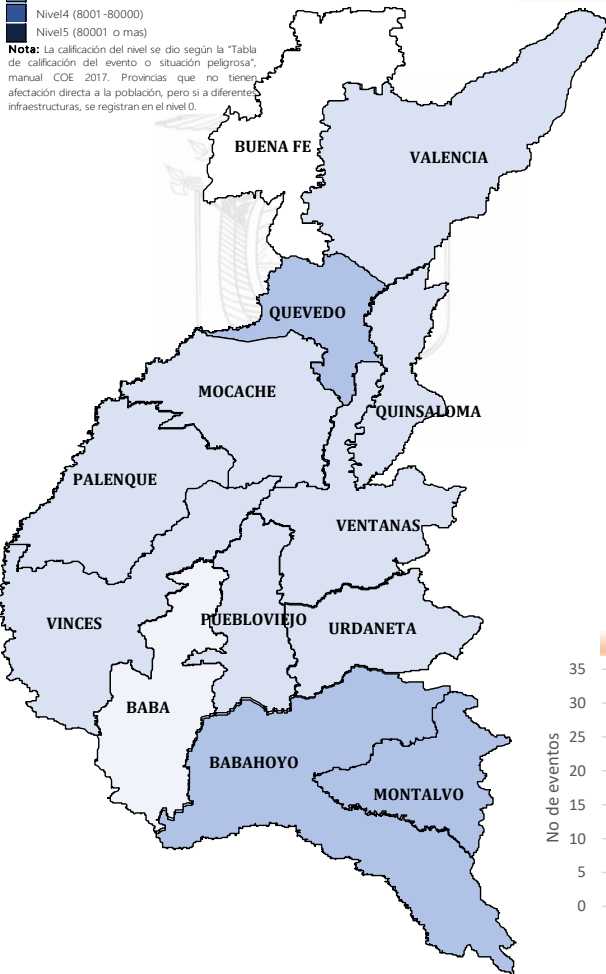 Nivel4 (8001-80000)
Nivel5 (80001 o mas)
Nota: La calificación del nivel se dio según la "Tabla
de calificación del evento o situación peligrosa",
manual COE 2017. Provincias que no tienen
afectación directa a la población, pero si a diferentes
infraestructuras, se registran en el nivel 0.
BUENA FE
VALENCIA
QUEVEDO
MOCACHE
QUINSALOMA
PALENQUE
VENTANAS
VINCES
PUEBLOVIEJO
URDANETA
BABA
BABAHOYO
MONTALVO
No de eventos
35
30
25
20
15
10
5
0